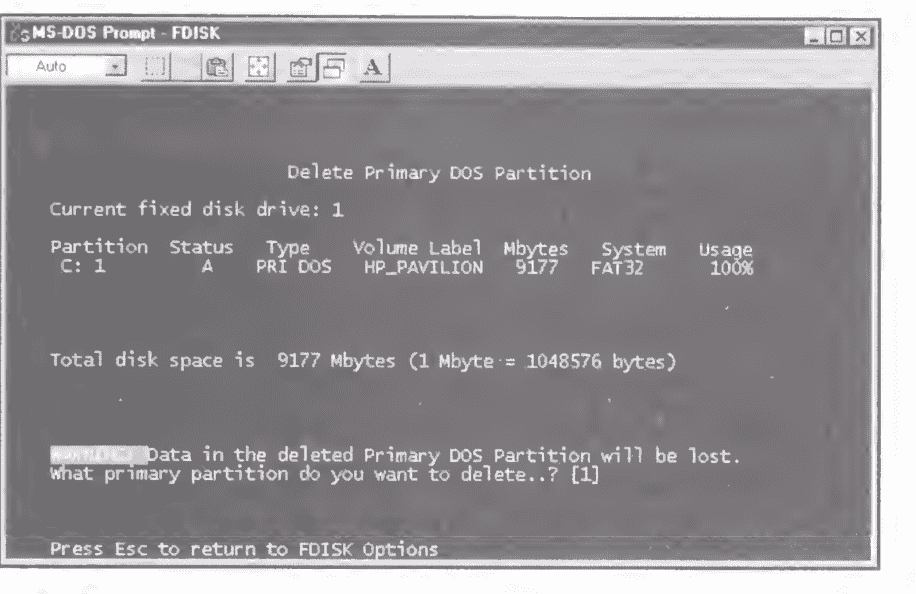 MS-DOS Prompt - FDISK
Auto A
Delete Primary DOS Partition
Current fixed disk drive: 1
Partition Status Type Volume Label Mbytes System Usage
C: 1 A PRI DOS HP_PAVILION 9177 FAT32 100%
Total disk space is 9177 Mbytes (1 Mbyte = 1048576 bytes)
Data in the deleted Primary DOS Partition will be lost.
What primary partition do you want to delete..? [1]
Press Esc to return to FDISK Options